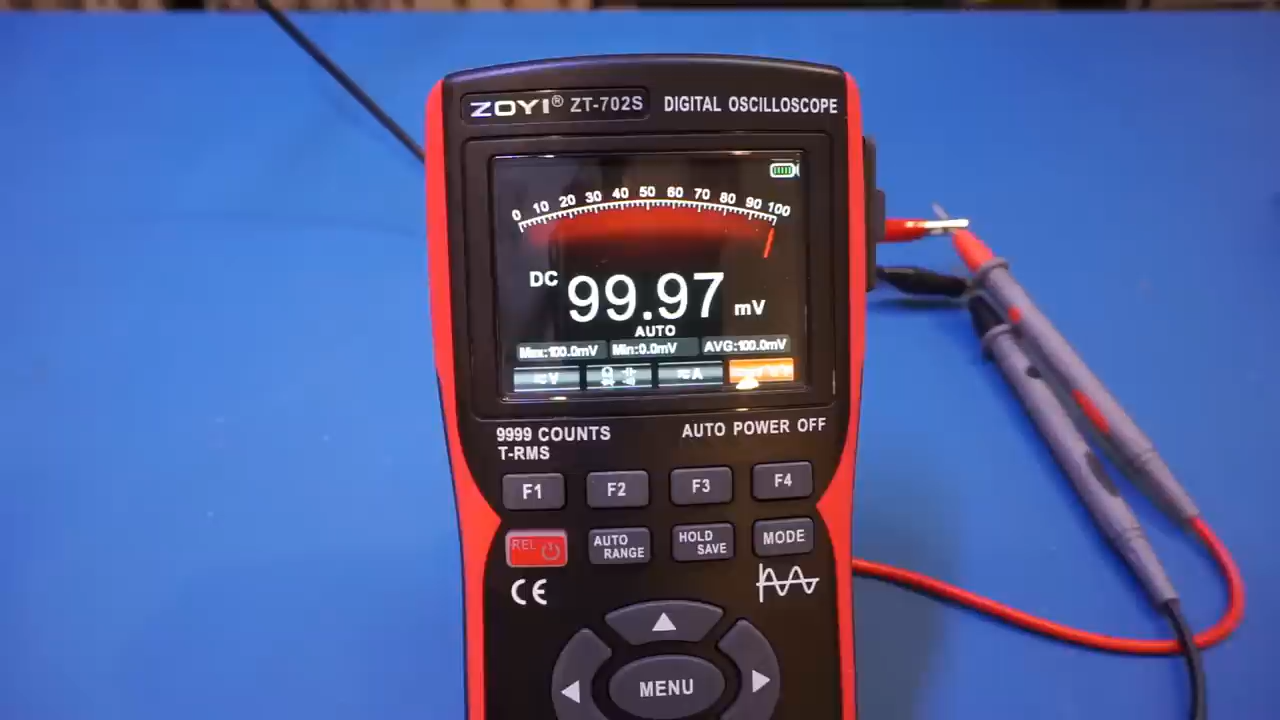 ZOYI® ZT-702S DIGITAL OSCILLOSCOPE
0 10 20 30 40 50 60 70 80 90 100
DC 99.97 mV
AUTO
Max:100.0mV Min:0.0mV AVG:100.0mV
V A
9999 COUNTS AUTO POWER OFF
T-RMS
F1 F2 F3 F4
REL AUTO RANGE HOLD SAVE MODE
CE
MENU